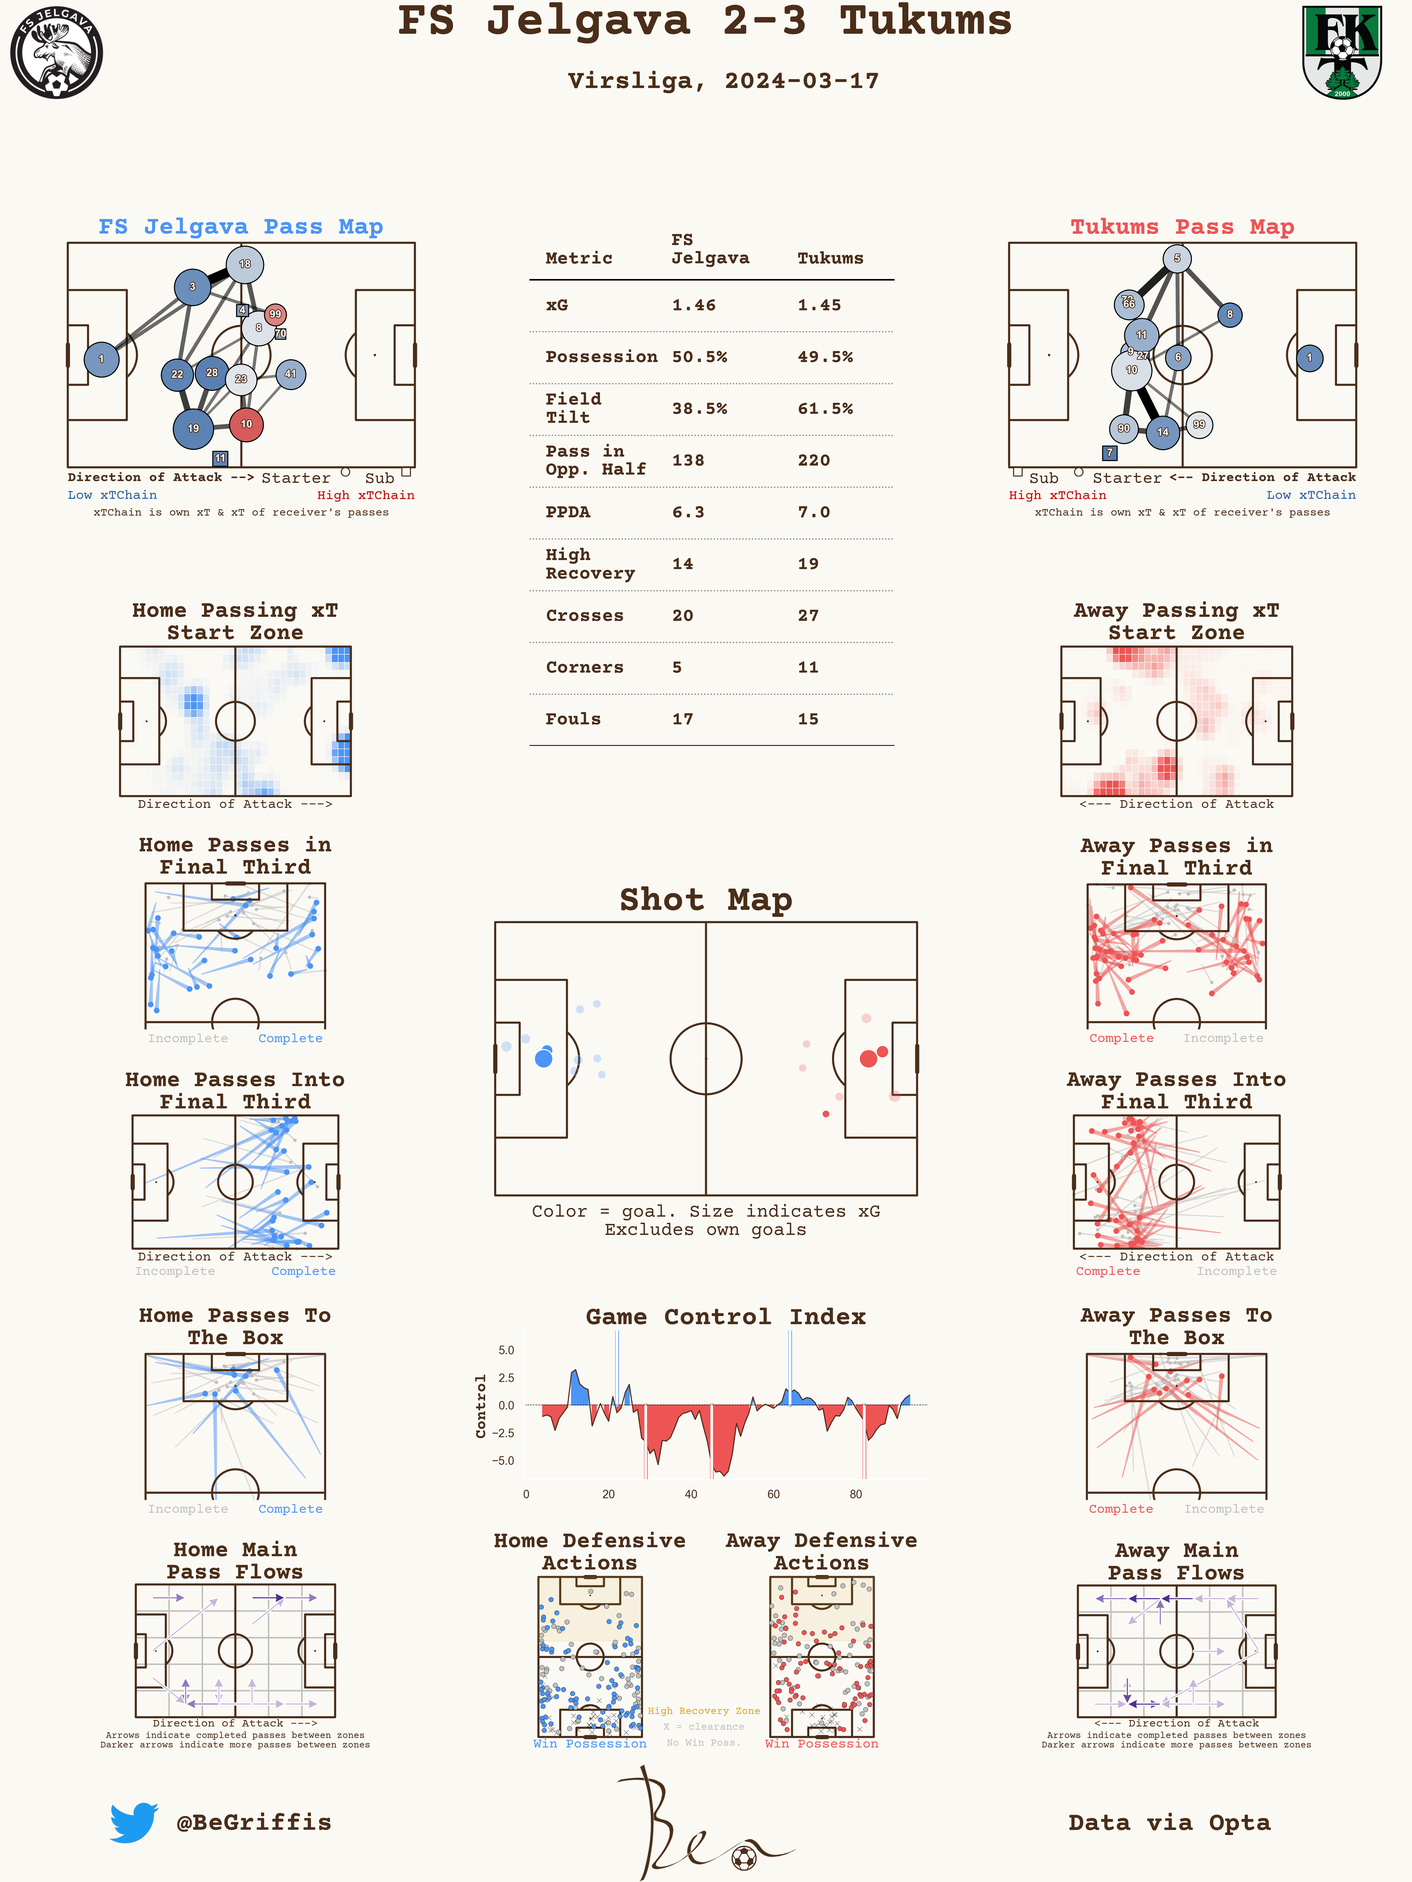 FS Jelgava 2-3 Tukums
Virsliga, 2024-03-17
FS JELGAVA
FK
2000
FS Jelgava Pass Map
3
18
4
99
8
70
1
22
28
23
41
19
10
11
Direction of Attack --> Starter Sub
Low xTChain High xTChain
xTChain is own xT & xT of receiver's passes
Metric FS Jelgava Tukums
xG 1.46 1.45
Possession 50.5% 49.5%
Field Tilt 38.5% 61.5%
Pass in Opp. Half 138 220
PPDA 6.3 7.0
High Recovery 14 19
Crosses 20 27
Corners 5 11
Fouls 17 15
Tukums Pass Map
5
66
8
11
9
27
6
1
10
90
14
99
7
Sub Starter <-- Direction of Attack
High xTChain Low xTChain
xTChain is own xT & xT of receiver's passes
Home Passing xT
Start Zone
Direction of Attack --->
Away Passing xT
Start Zone
<--- Direction of Attack
Home Passes in
Final Third
Incomplete Complete
Away Passes in
Final Third
Complete Incomplete
Shot Map
Color = goal. Size indicates xG
Excludes own goals
Home Passes Into
Final Third
Direction of Attack --->
Incomplete Complete
Away Passes Into
Final Third
<--- Direction of Attack
Complete Incomplete
Home Passes To
The Box
Incomplete Complete
Game Control Index
Control
5.0
2.5
0.0
−2.5
−5.0
0 20 40 60 80
Away Passes To
The Box
Complete Incomplete
Home Main
Pass Flows
Direction of Attack --->
Arrows indicate completed passes between zones
Darker arrows indicate more passes between zones
Home Defensive
Actions
Win Possession
Away Defensive
Actions
Win Possession
High Recovery Zone
X = clearance
No Win Poss.
Away Main
Pass Flows
<--- Direction of Attack
Arrows indicate completed passes between zones
Darker arrows indicate more passes between zones
@BeGriffis
Ben
Data via Opta